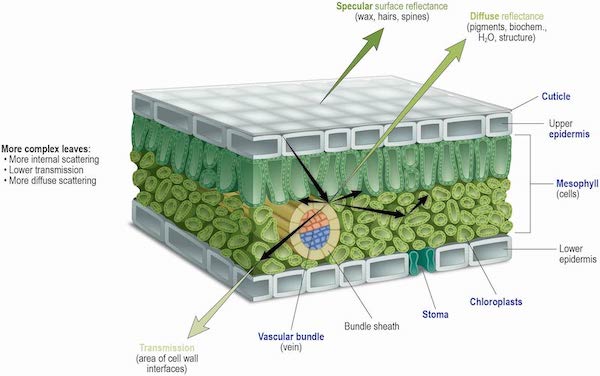 Specular surface reflectance
(wax, hairs, spines)
Diffuse reflectance
(pigments, biochem.,
H₂O, structure)
Cuticle
Upper
epidermis
More complex leaves:
• More internal scattering
• Lower transmission
• More diffuse scattering
Mesophyll
(cells)
Lower
epidermis
Chloroplasts
Stoma
Bundle sheath
Vascular bundle
(vein)
Transmission
(area of cell wall
interfaces)